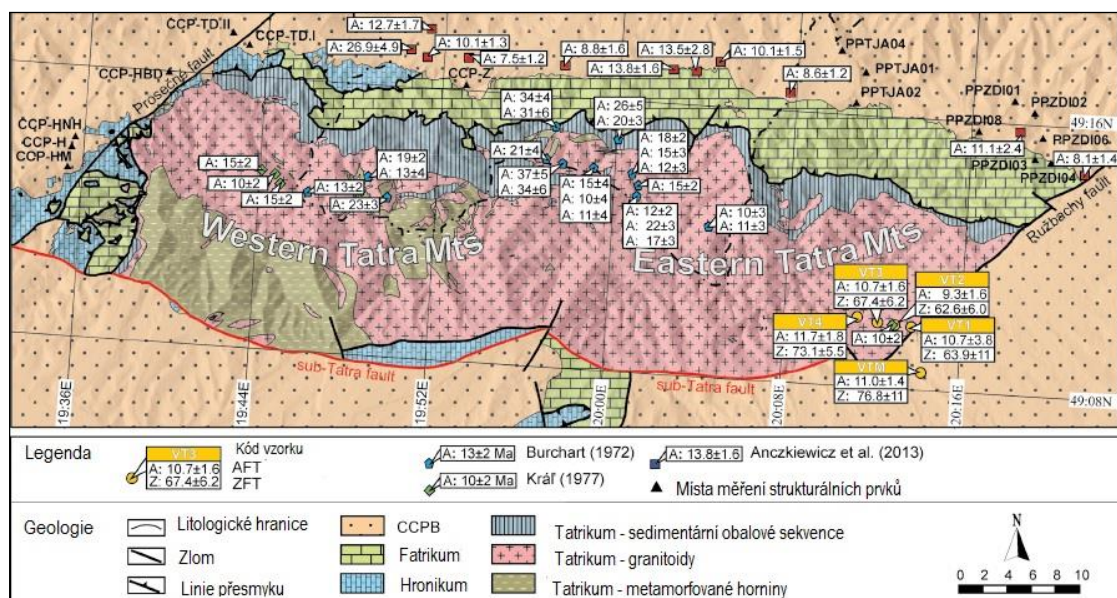 CCP-TD II
CCP-TD.I
CCP-HBD
Prosečné fault
CCP-HNH
CCP-H
CCP-HM
A: 12.7±1.7
A: 26.9±4.9
A: 10.1±1.3
A: 7.5±1.2
CCP-Z
A: 8.8±1.6
A: 13.5±2.8
A: 13.8±1.6
A: 10.1±1.5
A: 8.6±1.2
PPTJA04
PPTJA01
PPTJA02
PPZDI01
PPZDI02
PPZDI08
PPZDI06
PPZDI03
PPZDI04
A: 11.1±2.4
A: 8.1±1.4
49:16 N
Ružbachy fault
A: 34±4
A: 31±6
A: 26±5
A: 20±3
A: 18±2
A: 15±3
A: 12±3
A: 21±4
A: 37±5
A: 34±6
A: 15±4
A: 10±4
A: 11±4
A: 15±2
A: 12±2
A: 22±3
A: 17±3
A: 10±3
A: 11±3
A: 15±2
A: 10±2
A: 15±2
A: 13±2
A: 19±2
A: 13±4
A: 23±3
Western Tatra Mts
Eastern Tatra Mts
VT3
A: 10.7±1.6
Z: 67.4±6.2
VT2
A: 9.3±1.6
Z: 62.6±6.0
VT4
A: 11.7±1.8
Z: 73.1±5.5
A: 10±2
VT1
A: 10.7±3.8
Z: 63.9±11
VTM
A: 11.0±1.4
Z: 76.8±11
sub-Tatra fault
sub-Tatra fault
19:36E
19:44E
19:52E
20:00E
20:08E
20:16E
49:08N
Legenda
VT3
A: 10.7±1.6
Z: 67.4±6.2
Kód vzorku
AFT
ZFT
A: 13±2 Ma Burchart (1972)
A: 10±2 Ma Kráľ (1977)
A: 13.8±1.6 Anczkiewicz et al. (2013)
Místa měření strukturálních prvků
Geologie
Litologické hranice
Zlom
Linie přesmyku
CCPB
Fatrikum
Hronikum
Tatrikum - sedimentární obalové sekvence
Tatrikum - granitoidy
Tatrikum - metamorfované horniny
N
0 2 4 6 8 10